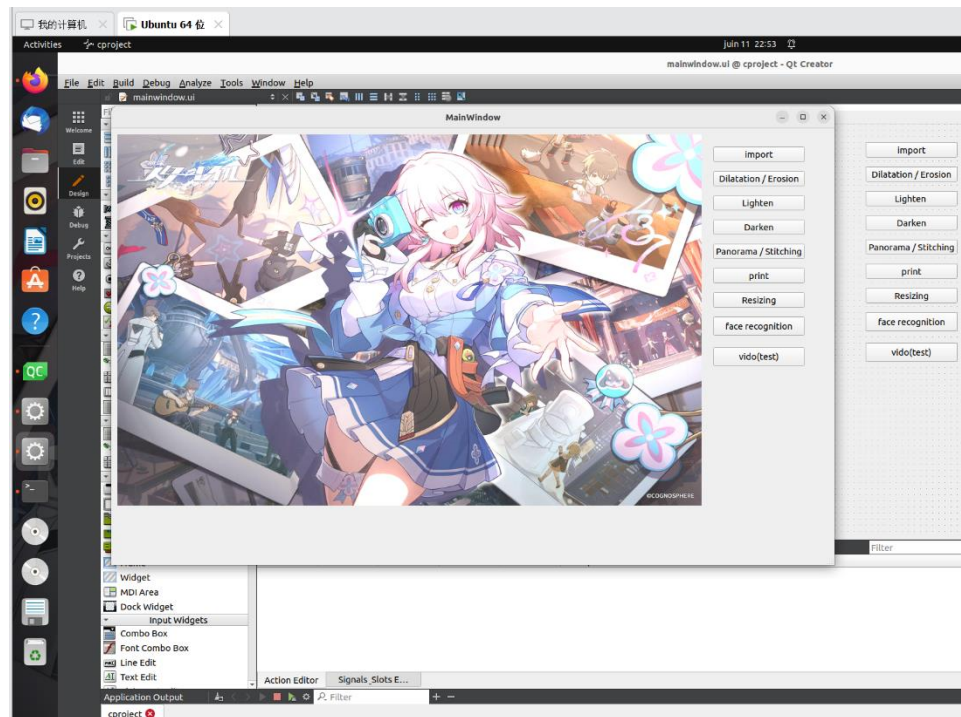 我的计算机
Ubuntu 64 位
Activities
cproject
juin 11 22:53
mainwindow.ui @ cproject - Qt Creator
File Edit Build Debug Analyze Tools Window Help
mainwindow.ui
MainWindow
Welcome
Edit
Design
Debug
Projects
Help
import
Dilatation / Erosion
Lighten
Darken
Panorama / Stitching
print
Resizing
face recognition
vido(test)
©COGNOSPHERE
import
Dilatation / Erosion
Lighten
Darken
Panorama / Stitching
print
Resizing
face recognition
vido(test)
Filter
Widget
MDI Area
Dock Widget
Input Widgets
Combo Box
Font Combo Box
Line Edit
Text Edit
Action Editor
Signals_Slots E...
Application Output
Filter
cproject